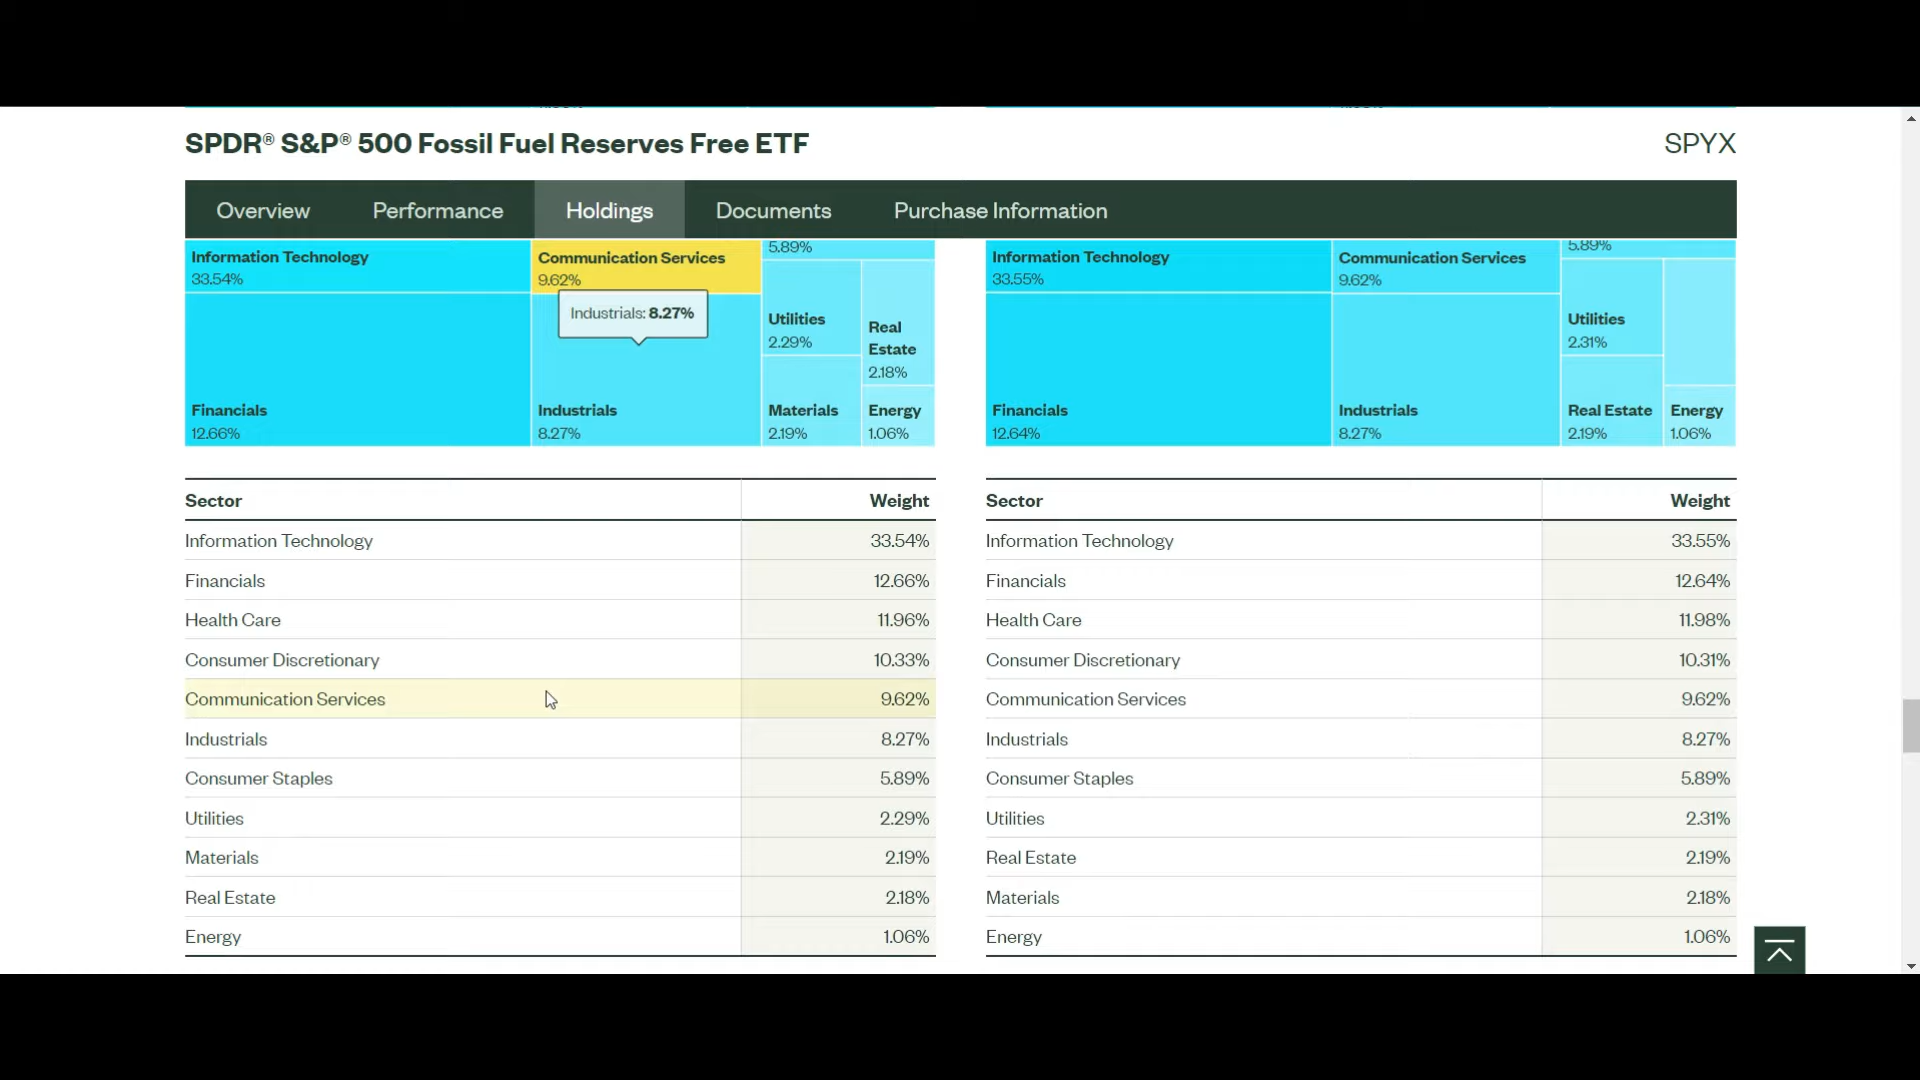 SPDR® S&P® 500 Fossil Fuel Reserves Free ETF
SPYX
Overview Performance Holdings Documents Purchase Information
Information Technology
33.54%
Communication Services
9.62%
5.89%
Industrials: 8.27%
Utilities
2.29%
Real
Estate
2.18%
Financials
12.66%
Industrials
8.27%
Materials
2.19%
Energy
1.06%
Information Technology
33.55%
Communication Services
9.62%
5.89%
Utilities
2.31%
Financials
12.64%
Industrials
8.27%
Real Estate
2.19%
Energy
1.06%
Sector Weight
Information Technology 33.54%
Financials 12.66%
Health Care 11.96%
Consumer Discretionary 10.33%
Communication Services 9.62%
Industrials 8.27%
Consumer Staples 5.89%
Utilities 2.29%
Materials 2.19%
Real Estate 2.18%
Energy 1.06%
Sector Weight
Information Technology 33.55%
Financials 12.64%
Health Care 11.98%
Consumer Discretionary 10.31%
Communication Services 9.62%
Industrials 8.27%
Consumer Staples 5.89%
Utilities 2.31%
Real Estate 2.19%
Materials 2.18%
Energy 1.06%